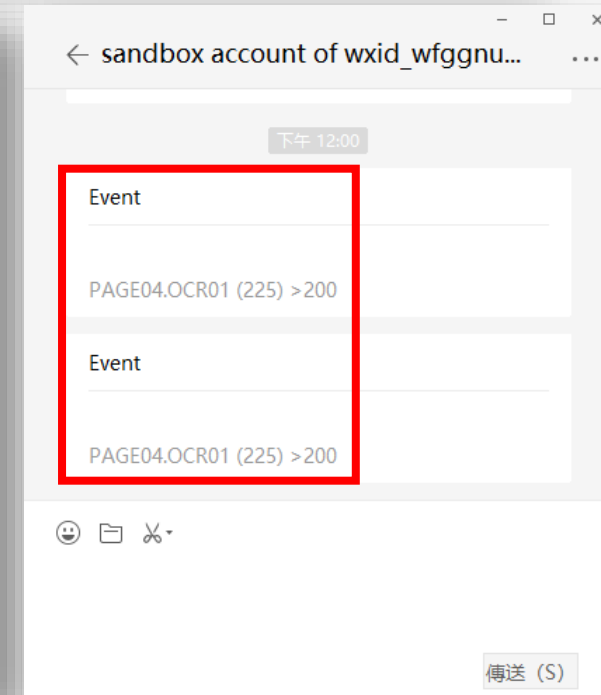 sandbox account of wxid_wfggnu...
下午 12:00
Event
PAGE04.OCR01 (225) >200
Event
PAGE04.OCR01 (225) >200
傳送 (S)